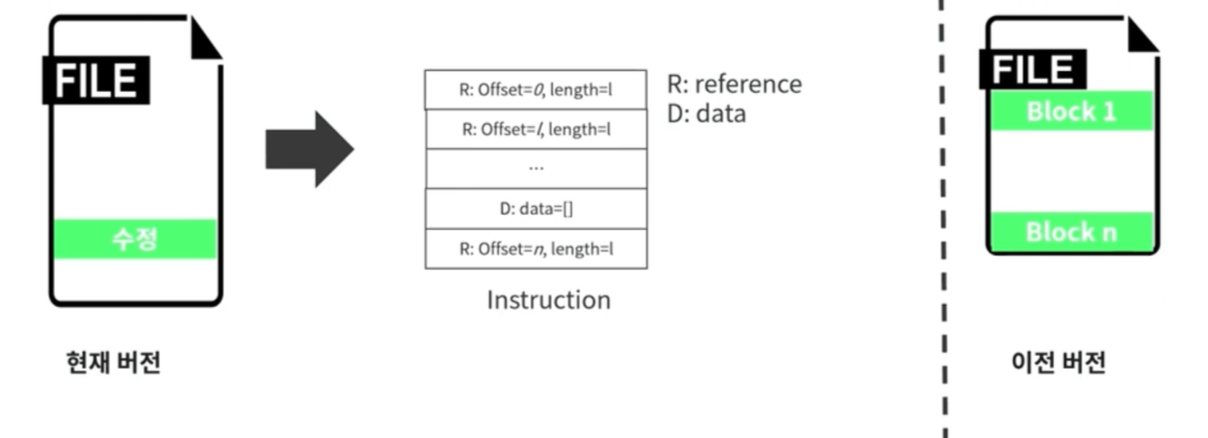 FILE
수정
현재 버전
R: Offset=0, length=l
R: Offset=l, length=l
...
D: data=[]
R: Offset=n, length=l
Instruction
R: reference
D: data
FILE
Block 1
Block n
이전 버전